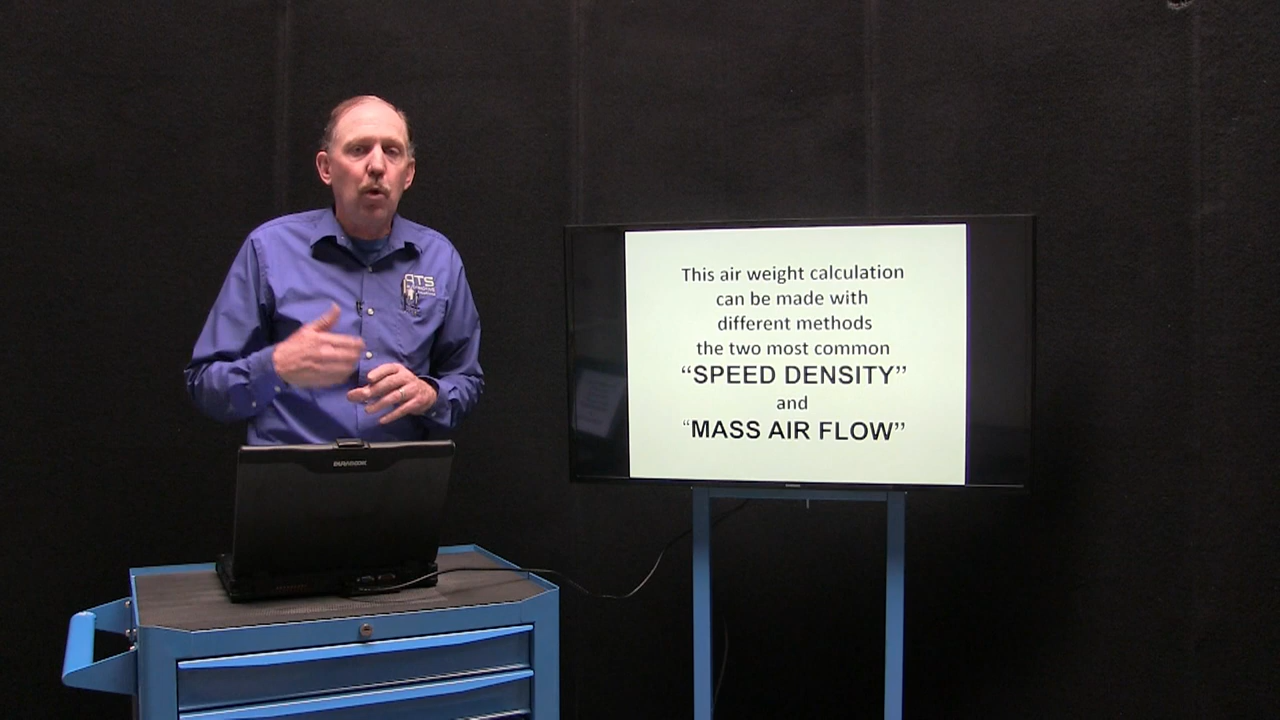 ATS
This air weight calculation
can be made with
different methods
the two most common
“SPEED DENSITY”
and
“MASS AIR FLOW”
DURABOOK